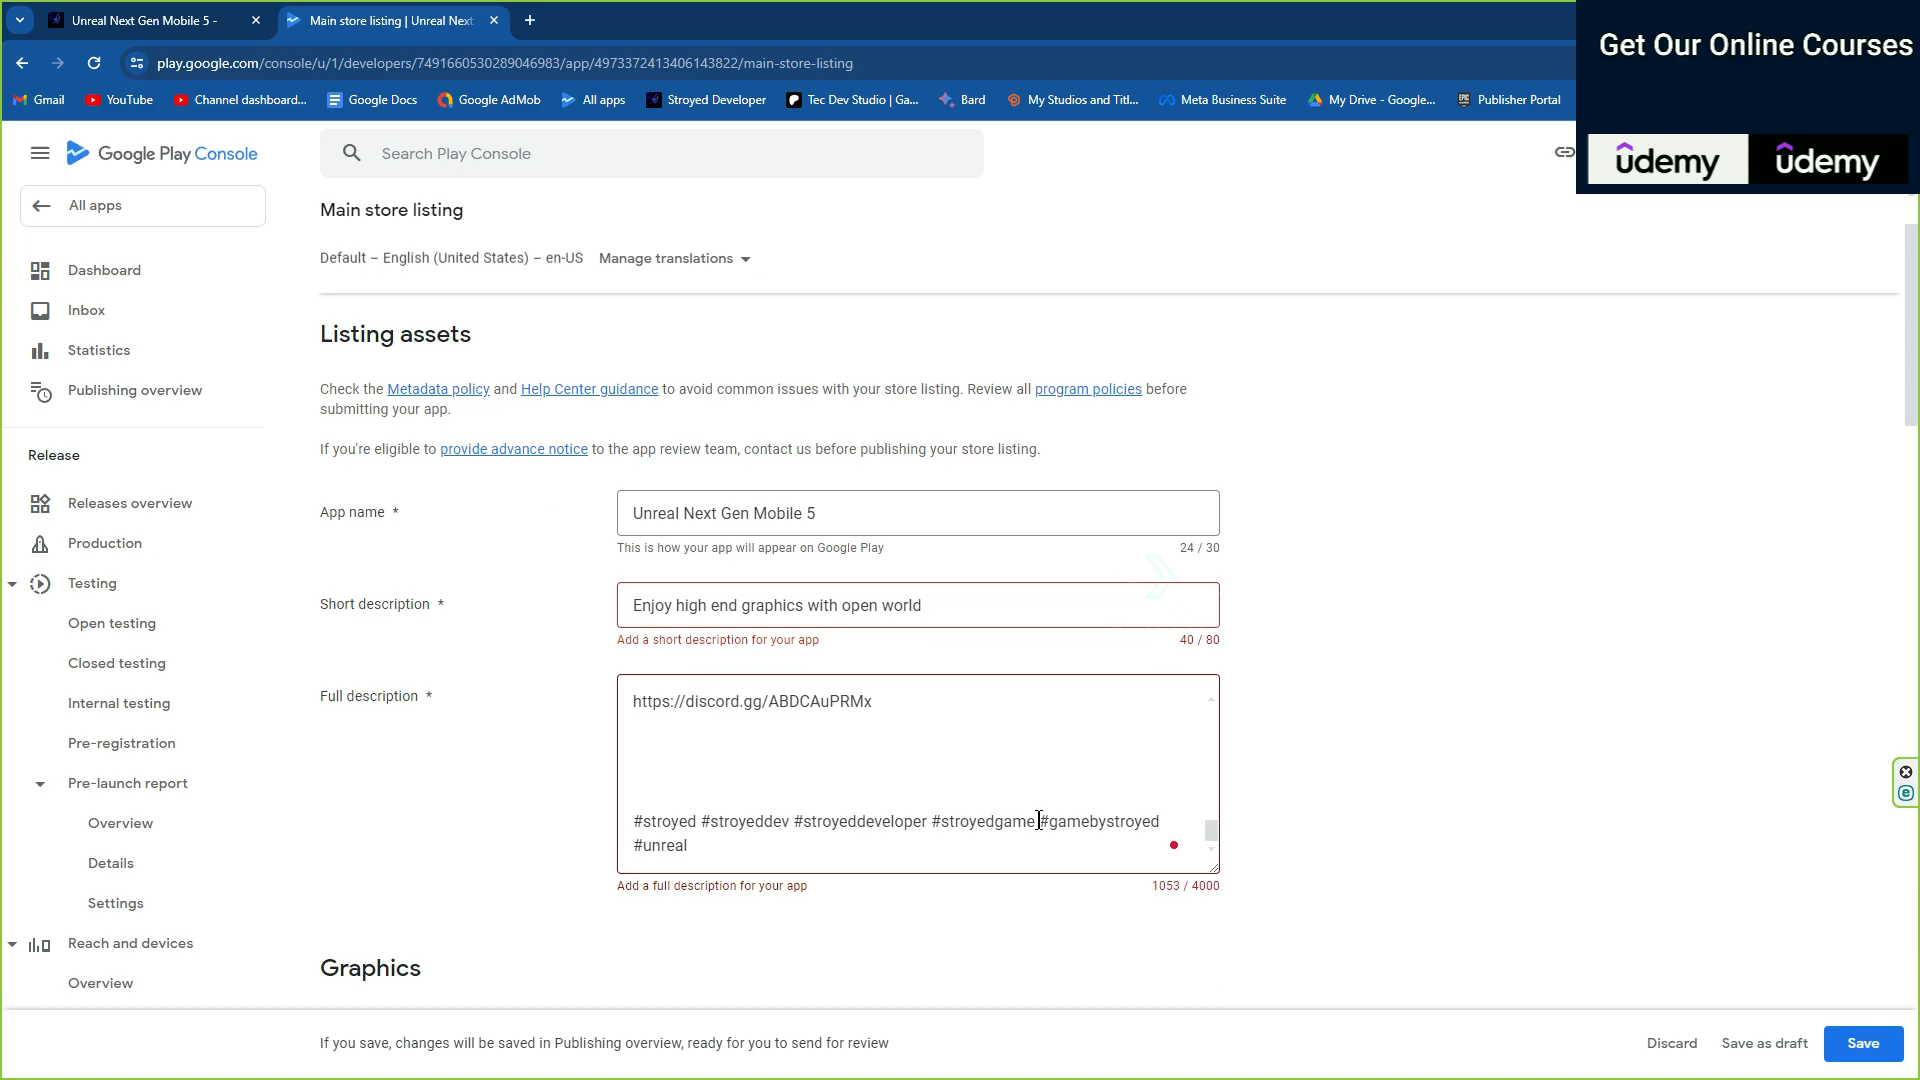 Unreal Next Gen Mobile 5 -
Main store listing | Unreal Next
Get Our Online Courses
play.google.com/console/u/1/developers/7491660530289046983/app/4973372413406143822/main-store-listing
Gmail
YouTube
Channel dashboard...
Google Docs
Google AdMob
All apps
Stroyed Developer
Tec Dev Studio | Ga...
Bard
My Studios and Titl...
Meta Business Suite
My Drive - Google...
EPIC
Publisher Portal
Google Play Console
Search Play Console
udemy
udemy
All apps
Main store listing
Default – English (United States) – en-US
Manage translations
Dashboard
Inbox
Statistics
Publishing overview
Release
Releases overview
Production
Testing
Open testing
Closed testing
Internal testing
Pre-registration
Pre-launch report
Overview
Details
Settings
Reach and devices
Overview
Listing assets
Check the Metadata policy and Help Center guidance to avoid common issues with your store listing. Review all program policies before
submitting your app.
If you're eligible to provide advance notice to the app review team, contact us before publishing your store listing.
App name *
Unreal Next Gen Mobile 5
This is how your app will appear on Google Play
24 / 30
Short description *
Enjoy high end graphics with open world
Add a short description for your app
40 / 80
Full description *
https://discord.gg/ABDCAuPRMx
#stroyed #stroyeddev #stroyeddeveloper #stroyedgame #gamebystroyed
#unreal
Add a full description for your app
1053 / 4000
Graphics
If you save, changes will be saved in Publishing overview, ready for you to send for review
Discard
Save as draft
Save